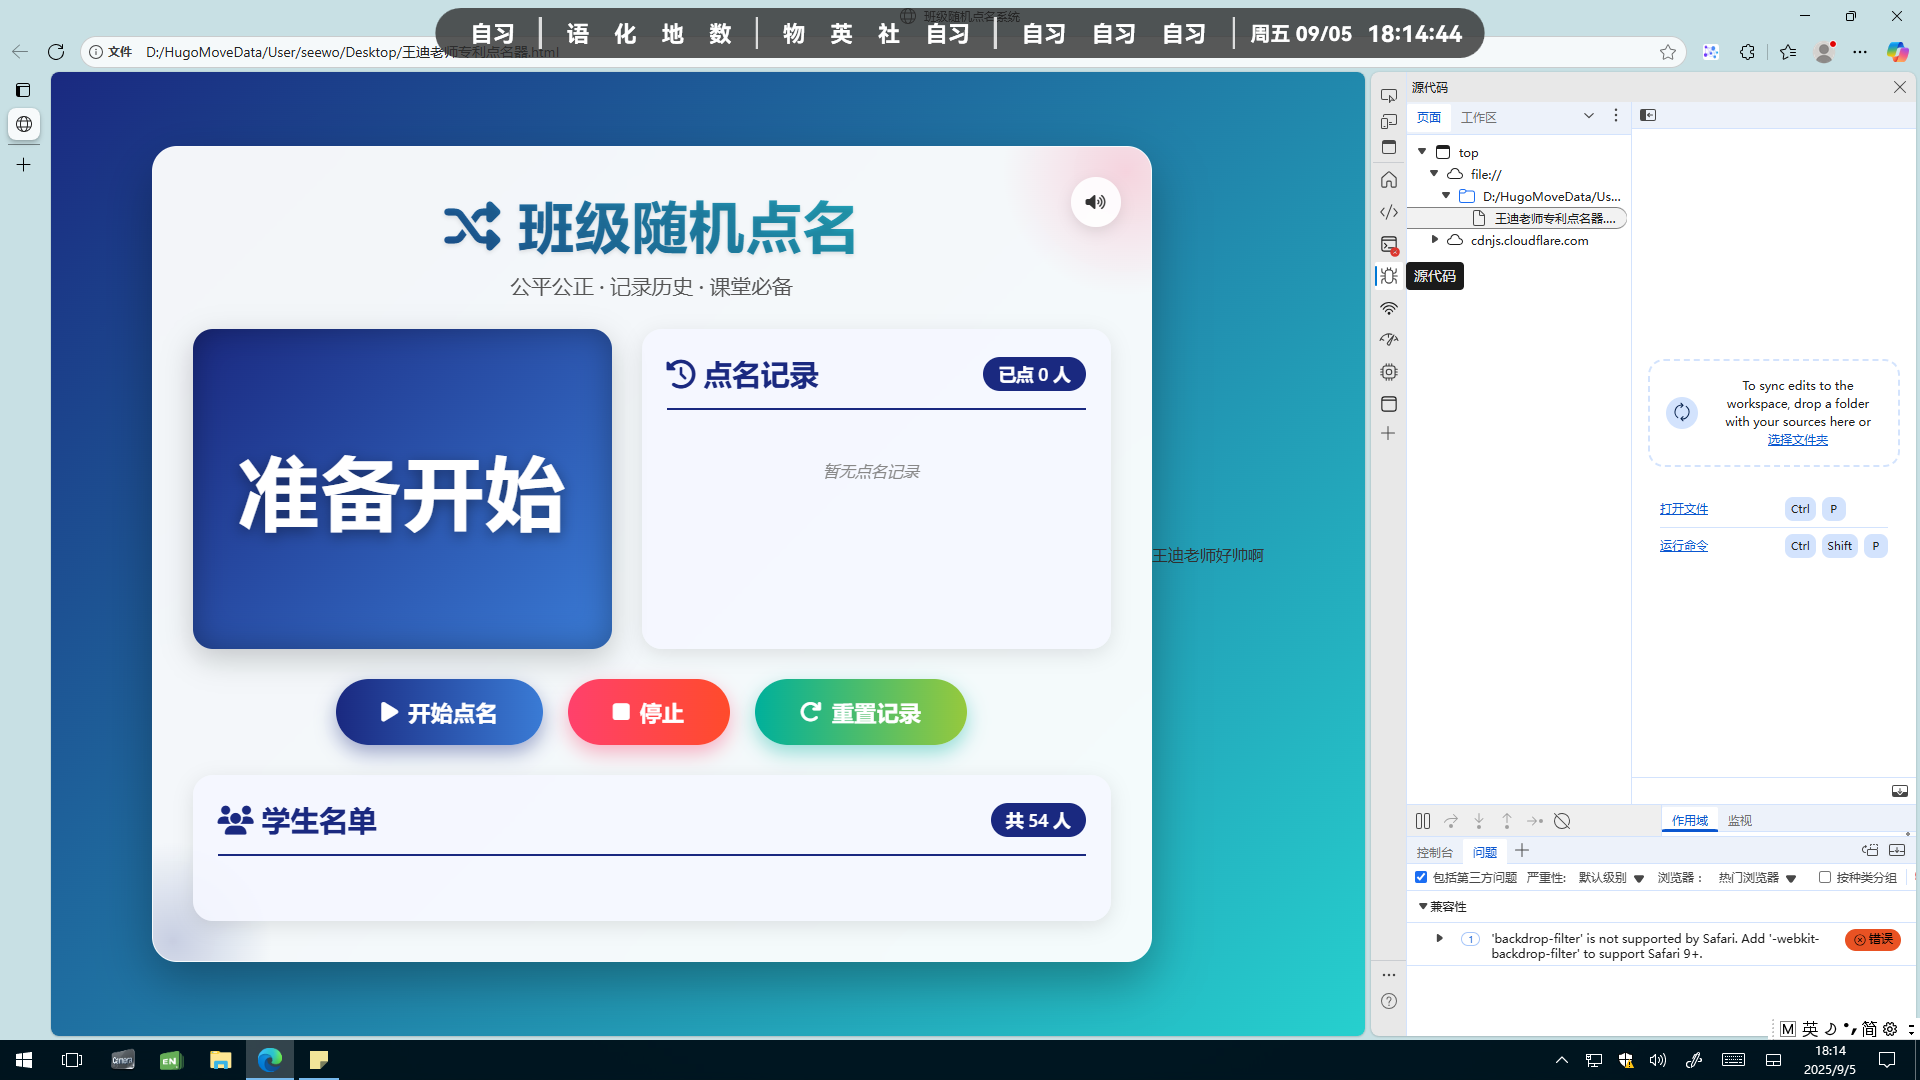 班级随机点名系统
自习 | 语 化 地 数 | 物 英 社 自习 | 自习 自习 自习 | 周五 09/05 18:14:44
文件 D:/HugoMoveData/User/seewo/Desktop/王迪老师专利点名器.html
源代码
页面 工作区
top
file://
D:/HugoMoveData/Us...
王迪老师专利点名器....
cdnjs.cloudflare.com
源代码
班级随机点名
公平公正 · 记录历史 · 课堂必备
准备开始
点名记录
已点 0 人
暂无点名记录
王迪老师好帅啊
开始点名
停止
重置记录
学生名单
共 54 人
To sync edits to the
workspace, drop a folder
with your sources here or
选择文件夹
打开文件 Ctrl P
运行命令 Ctrl Shift P
作用域 监视
控制台 问题
包括第三方问题 严重性: 默认级别 浏览器： 热门浏览器 按种类分组
兼容性
1 'backdrop-filter' is not supported by Safari. Add '-webkit-
backdrop-filter' to support Safari 9+.
错误
M 英 简
Camera
EN
18:14
2025/9/5